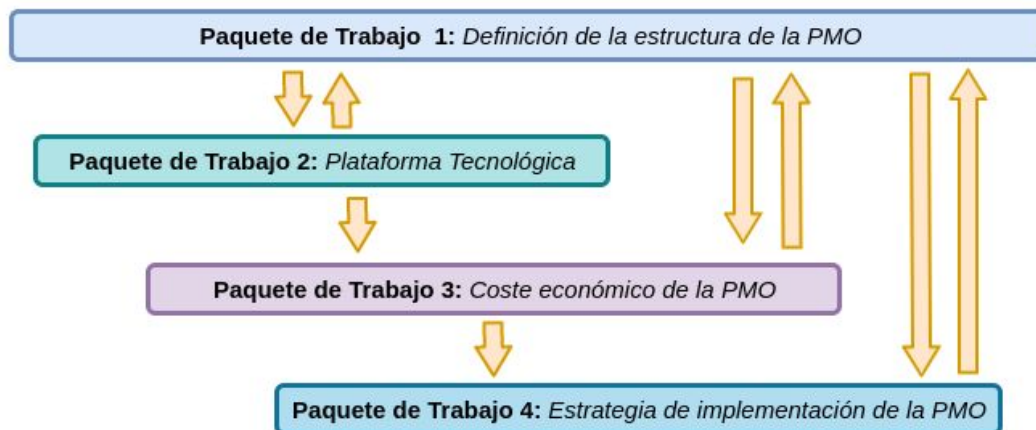 Paquete de Trabajo 1: Definición de la estructura de la PMO
Paquete de Trabajo 2: Plataforma Tecnológica
Paquete de Trabajo 3: Coste económico de la PMO
Paquete de Trabajo 4: Estrategia de implementación de la PMO